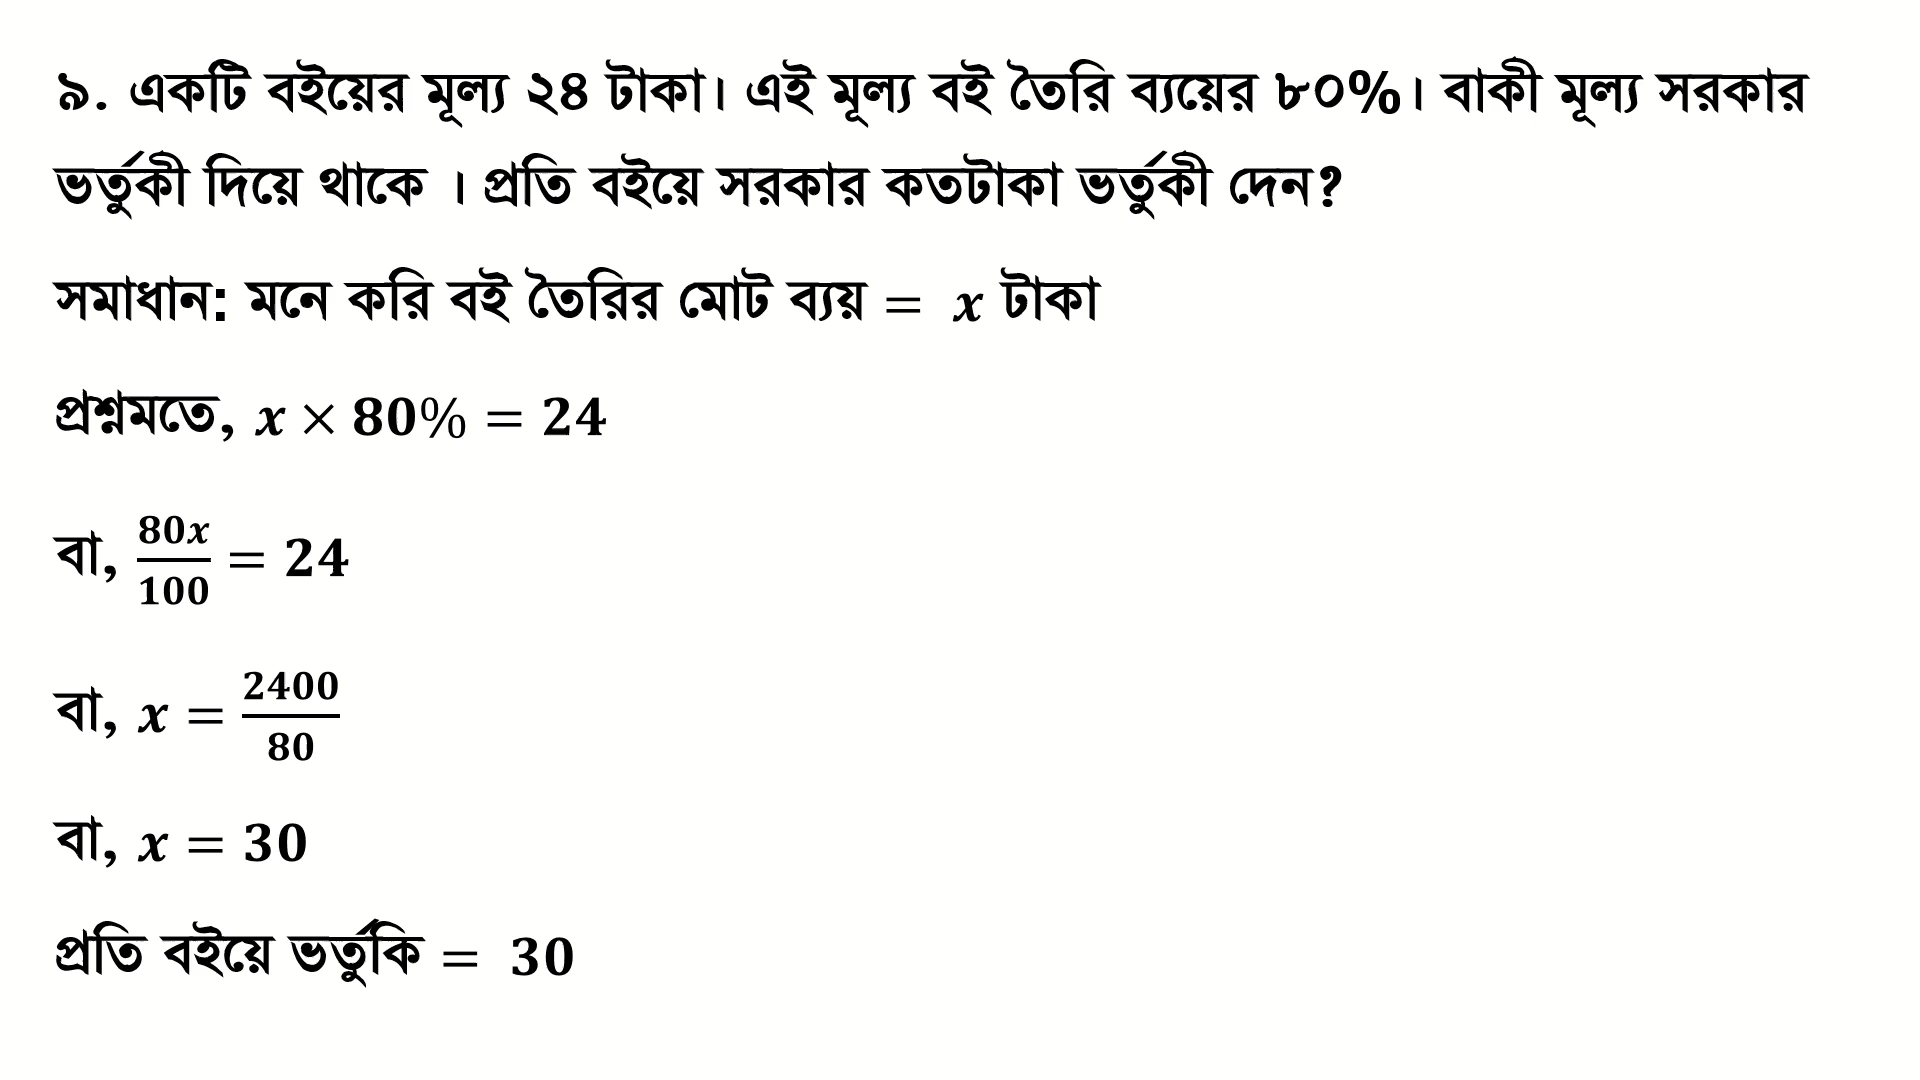 ৯. একটি বইয়ের মূল্য ২৪ টাকা। এই মূল্য বই তৈরি ব্যয়ের ৮০%। বাকী মূল্য সরকার
ভর্তুকী দিয়ে থাকে । প্রতি বইয়ে সরকার কতটাকা ভর্তুকী দেন?
সমাধান: মনে করি বই তৈরির মোট ব্যয় = x টাকা
প্রশ্নমতে, x × 80% = 24
বা, 80x/100 = 24
বা, x = 2400/80
বা, x = 30
প্রতি বইয়ে ভর্তুকি = 30